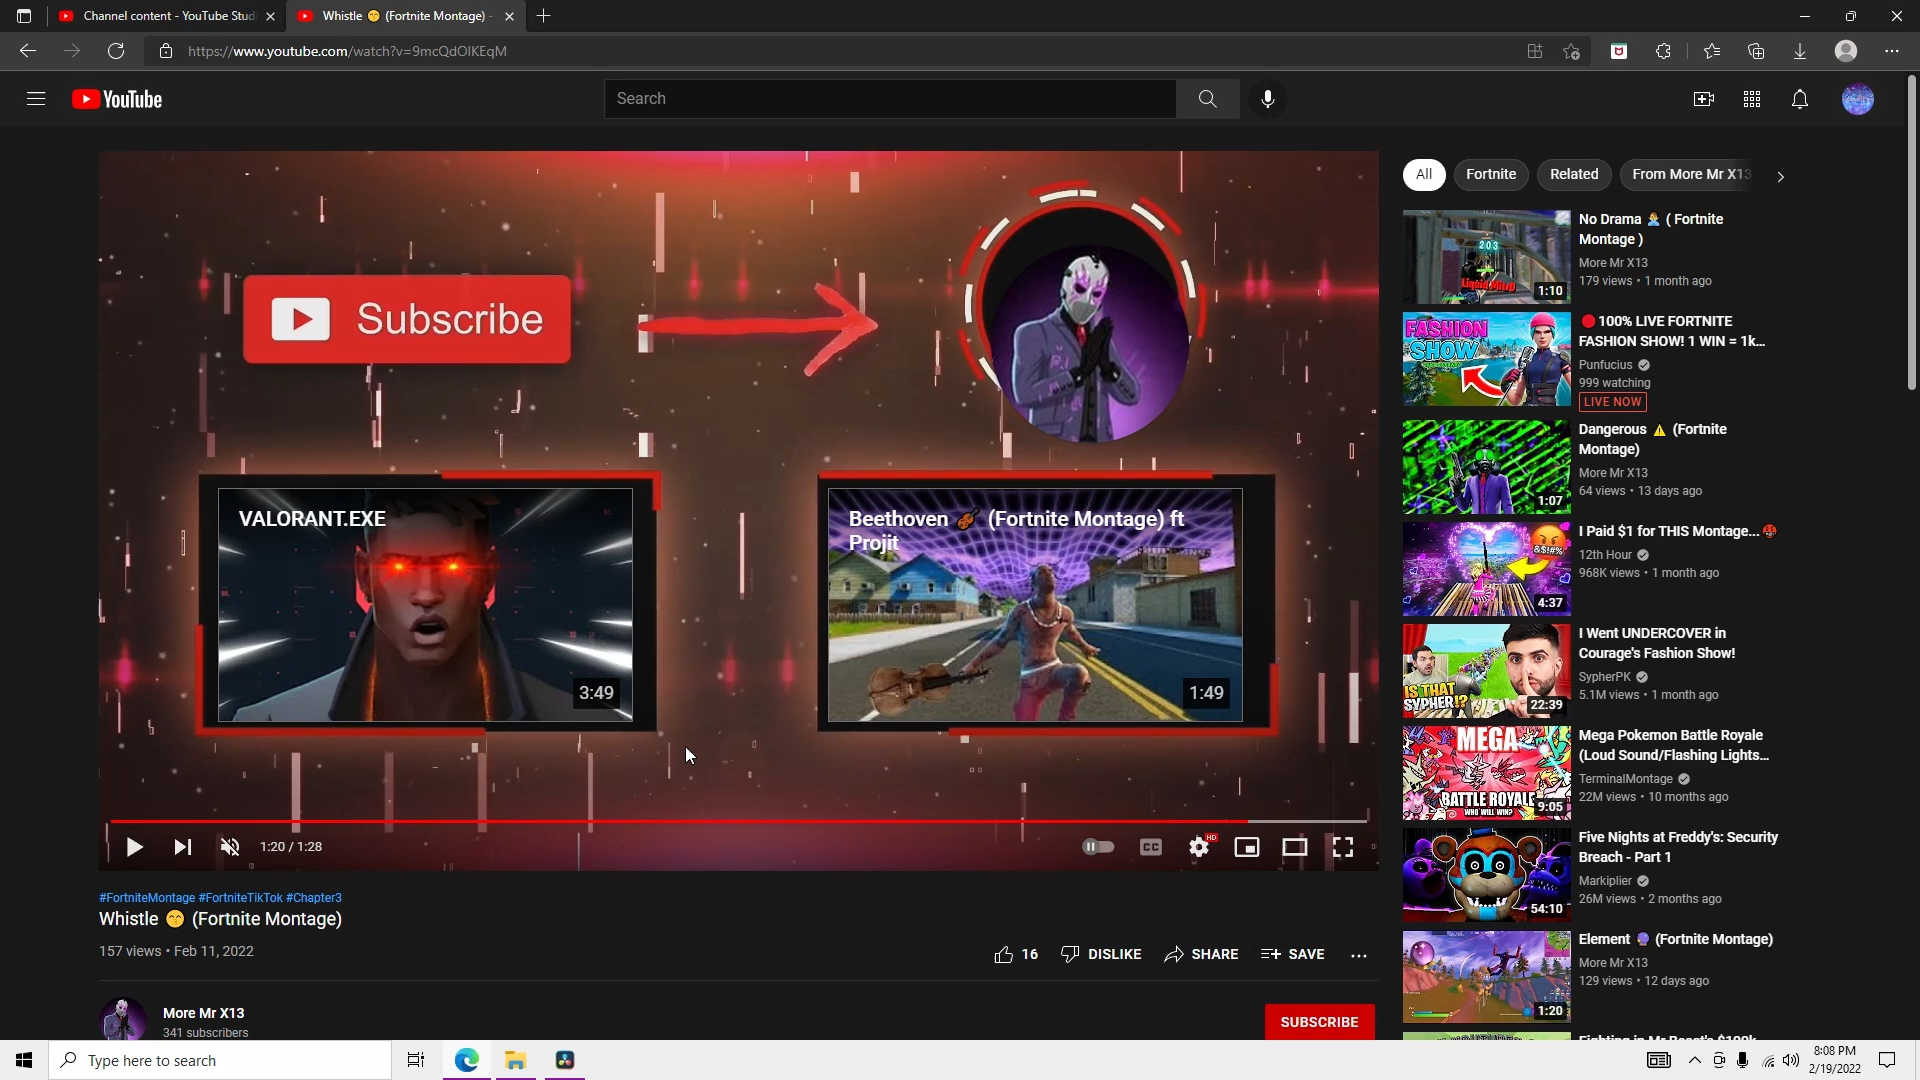 Channel content - YouTube Stud
Whistle 😙 (Fortnite Montage) -
https://www.youtube.com/watch?v=9mcQdOlKEqM
YouTube
Search
Subscribe
VALORANT.EXE
3:49
Beethoven 🎻 (Fortnite Montage) ft
Projit
1:49
1:20 / 1:28
CC
HD
#FortniteMontage #FortniteTikTok #Chapter3
Whistle 😙 (Fortnite Montage)
157 views • Feb 11, 2022
16
DISLIKE
SHARE
SAVE
More Mr X13
341 subscribers
SUBSCRIBE
All
Fortnite
Related
From More Mr X13
203
1:10
No Drama 🤷‍♂️ ( Fortnite
Montage )
More Mr X13
179 views • 1 month ago
FASHION
SHOW
🔴 100% LIVE FORTNITE
FASHION SHOW! 1 WIN = 1k...
Punfucius
999 watching
LIVE NOW
1:07
Dangerous ⚠️ (Fortnite
Montage)
More Mr X13
64 views • 13 days ago
&$!#%
4:37
I Paid $1 for THIS Montage...🤬
12th Hour
968K views • 1 month ago
IS THAT
SYPHER!?
22:39
I Went UNDERCOVER in
Courage's Fashion Show!
SypherPK
5.1M views • 1 month ago
MEGA
BATTLE ROYALE
WHO WILL WIN?
9:05
Mega Pokemon Battle Royale
(Loud Sound/Flashing Lights...
TerminalMontage
22M views • 10 months ago
54:10
Five Nights at Freddy's: Security
Breach - Part 1
Markiplier
26M views • 2 months ago
1:20
Element 🔮 (Fortnite Montage)
More Mr X13
129 views • 12 days ago
Type here to search
8:08 PM
2/19/2022